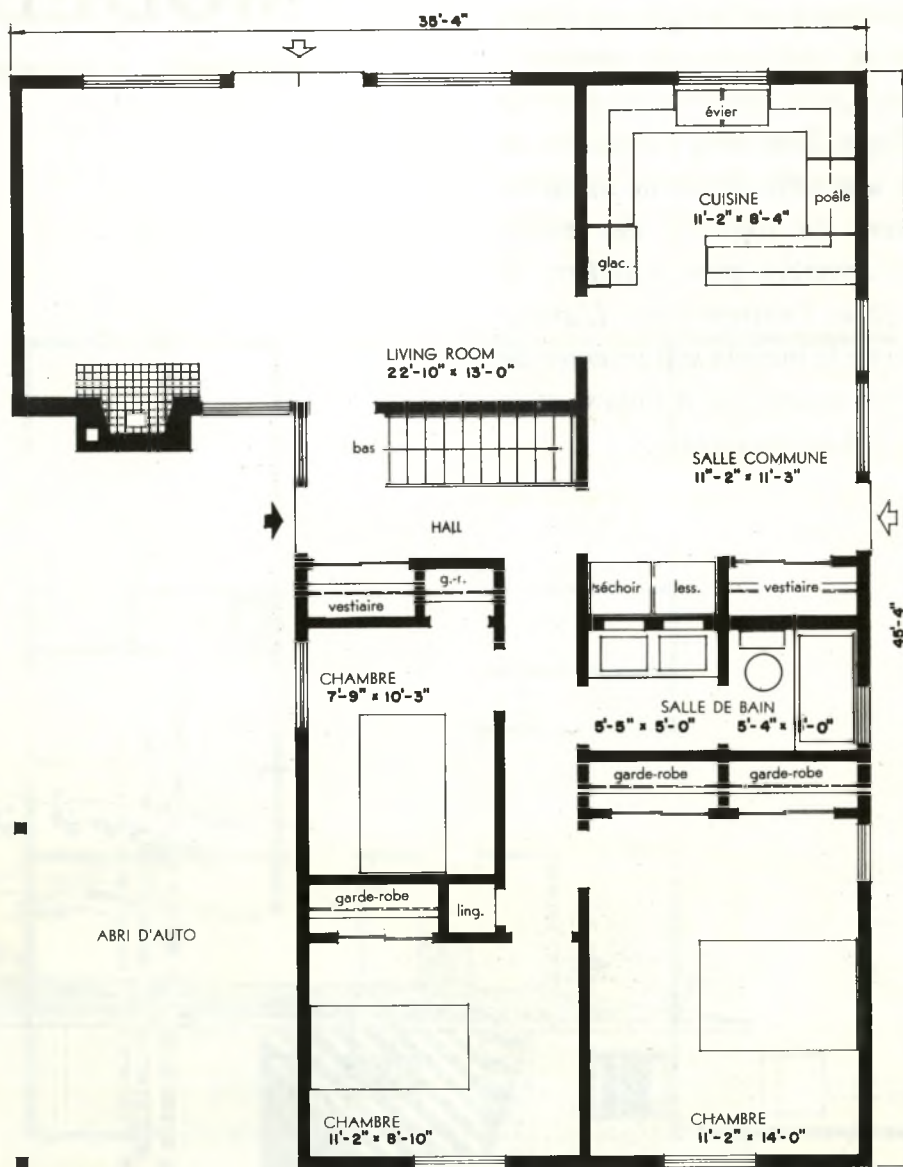 35'-4"
évier
CUISINE
11'-2" x 8'-4"
poêle
glac.
LIVING ROOM
22'-10" x 13'-0"
bas
SALLE COMMUNE
11"-2" x 11'-3"
HALL
g.-r.
séchoir
less.
vestiaire
vestiaire
45'-4"
CHAMBRE
7'-9" x 10'-3"
SALLE DE BAIN
5'-5" x 5'-0"
5'-4" x
garde-robe
garde-robe
garde-robe
ling.
ABRI D'AUTO
CHAMBRE
11'-2" x 8'-10"
CHAMBRE
11'-2" x 14'-0"